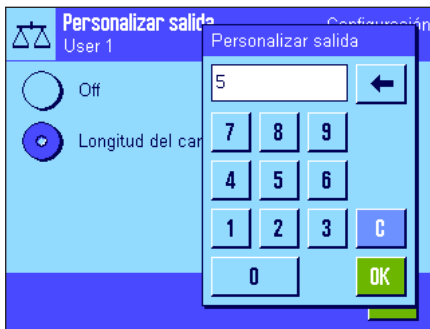 Personalizar salida
Configuración
User 1
Personalizar salida
5
Off
7 8 9
Longitud del
4 5 6
1 2 3 C
0 OK